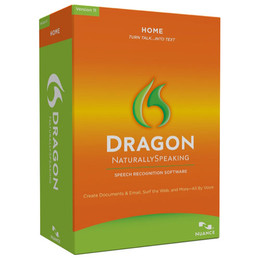 HOME
TURN TALK...INTO TEXT
DRAGON
NATURALLYSPEAKING
SPEECH RECOGNITION SOFTWARE
Create Documents & Email, Surf the Web, and More—All By Voice
NUANCE